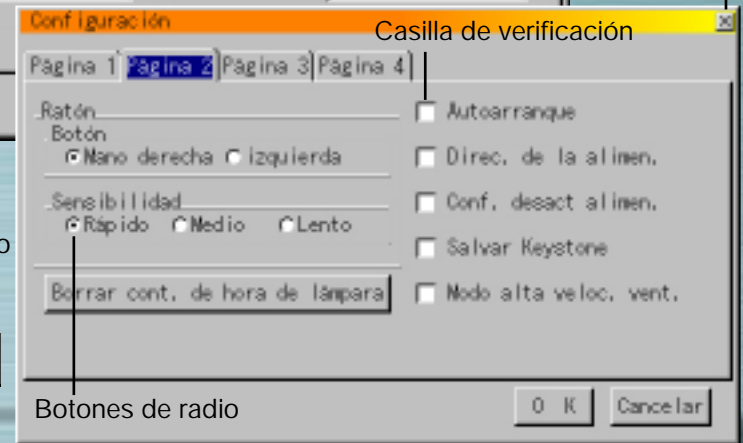 Configuración
Casilla de verificación
Página 1 Página 2 Página 3 Página 4
Ratón
Botón
Mano derecha izquierda
Sensibilidad
Rápido Medio Lento
Borrar cont. de hora de lámpara
Autoarranque
Direc. de la alimen.
Conf. desact alimen.
Salvar Keystone
Modo alta veloc. vent.
o
Botones de radio
O K Cancelar